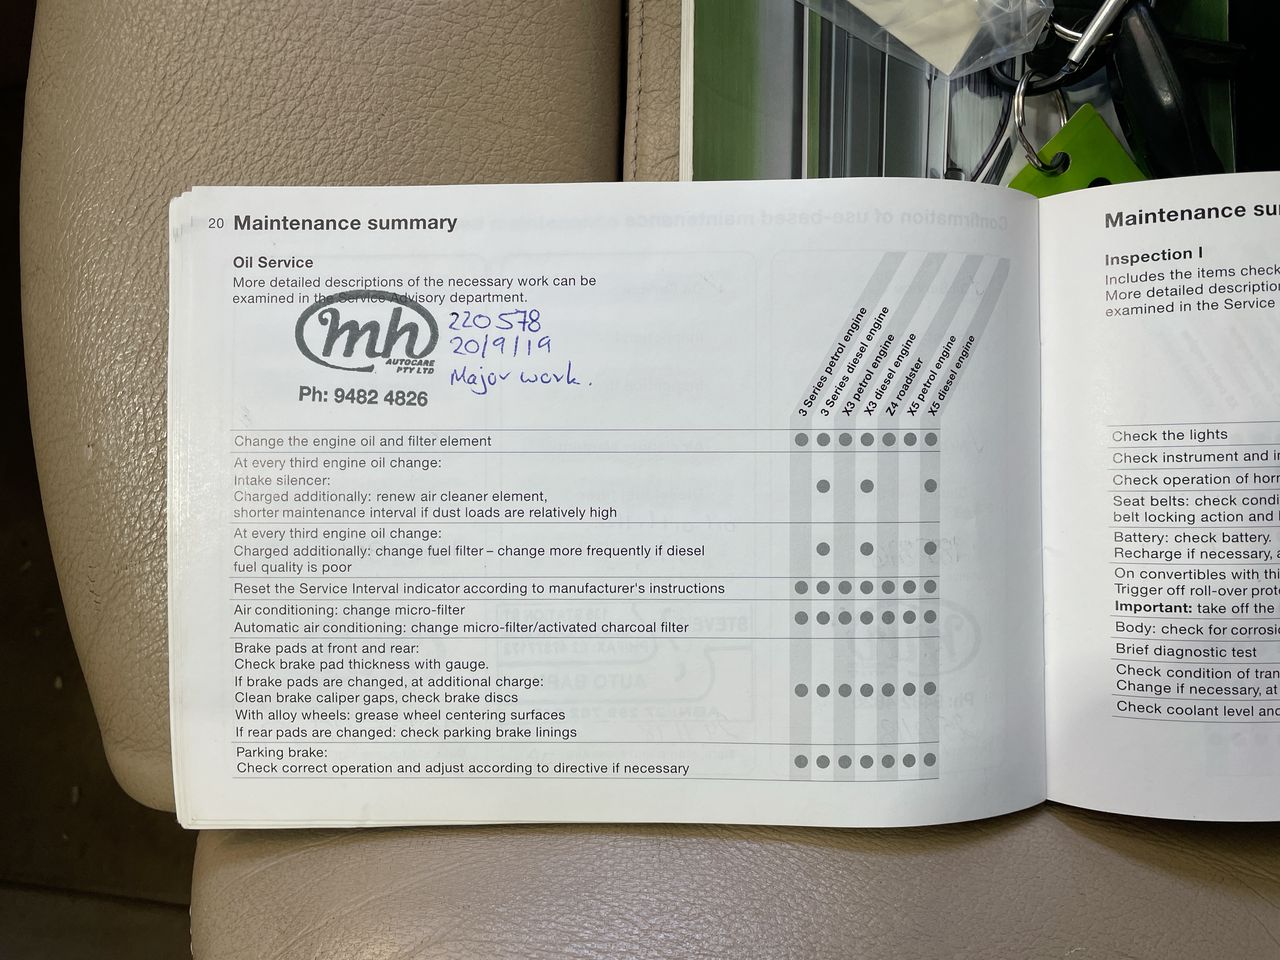 20 Maintenance summary
Oil Service
More detailed descriptions of the necessary work can be
examined in the Service Advisory department.
mh
AUTOCARE
PTY LTD
Ph: 9482 4826
220578
20/9/19
Major work.
3 Series petrol engine
3 Series diesel engine
X3 petrol engine
X3 diesel engine
Z4 roadster
X5 petrol engine
X5 diesel engine
Change the engine oil and filter element
At every third engine oil change:
Intake silencer:
Charged additionally: renew air cleaner element,
shorter maintenance interval if dust loads are relatively high
At every third engine oil change:
Charged additionally: change fuel filter – change more frequently if diesel
fuel quality is poor
Reset the Service Interval indicator according to manufacturer's instructions
Air conditioning: change micro-filter
Automatic air conditioning: change micro-filter/activated charcoal filter
Brake pads at front and rear:
Check brake pad thickness with gauge.
If brake pads are changed, at additional charge:
Clean brake caliper gaps, check brake discs
With alloy wheels: grease wheel centering surfaces
If rear pads are changed: check parking brake linings
Parking brake:
Check correct operation and adjust according to directive if necessary
Maintenance su
Inspection I
Includes the items check
More detailed description
examined in the Service
Check the lights
Check instrument and i
Check operation of horn
Seat belts: check condi
belt locking action and
Battery: check battery.
Recharge if necessary, a
On convertibles with thi
Trigger off roll-over prote
Important: take off the
Body: check for corrosio
Brief diagnostic test
Check condition of tran
Change if necessary, at
Check coolant level and